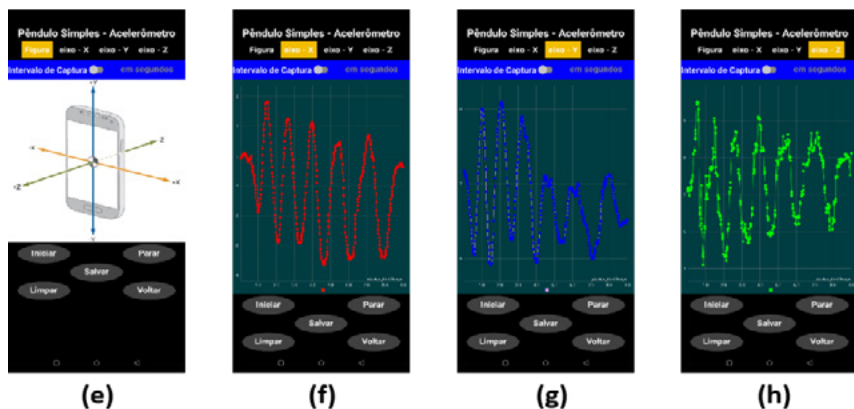 Pêndulo Simples - Acelerômetro
Figura eixo - X eixo - Y eixo - Z
Intervalo de Captura em segundos
+Y
-X
Z
+Z
+X
Iniciar Parar
Salvar
Limpar Voltar
(e)
Pêndulo Simples - Acelerômetro
Figura eixo - X eixo - Y eixo - Z
Intervalo de Captura em segundos
Iniciar Parar
Salvar
Limpar Voltar
(f)
Pêndulo Simples - Acelerômetro
Figura eixo - X eixo - Y eixo - Z
Intervalo de Captura em segundos
Iniciar Parar
Salvar
Limpar Voltar
(g)
Pêndulo Simples - Acelerômetro
Figura eixo - X eixo - Y eixo - Z
Intervalo de Captura em segundos
Iniciar Parar
Salvar
Limpar Voltar
(h)